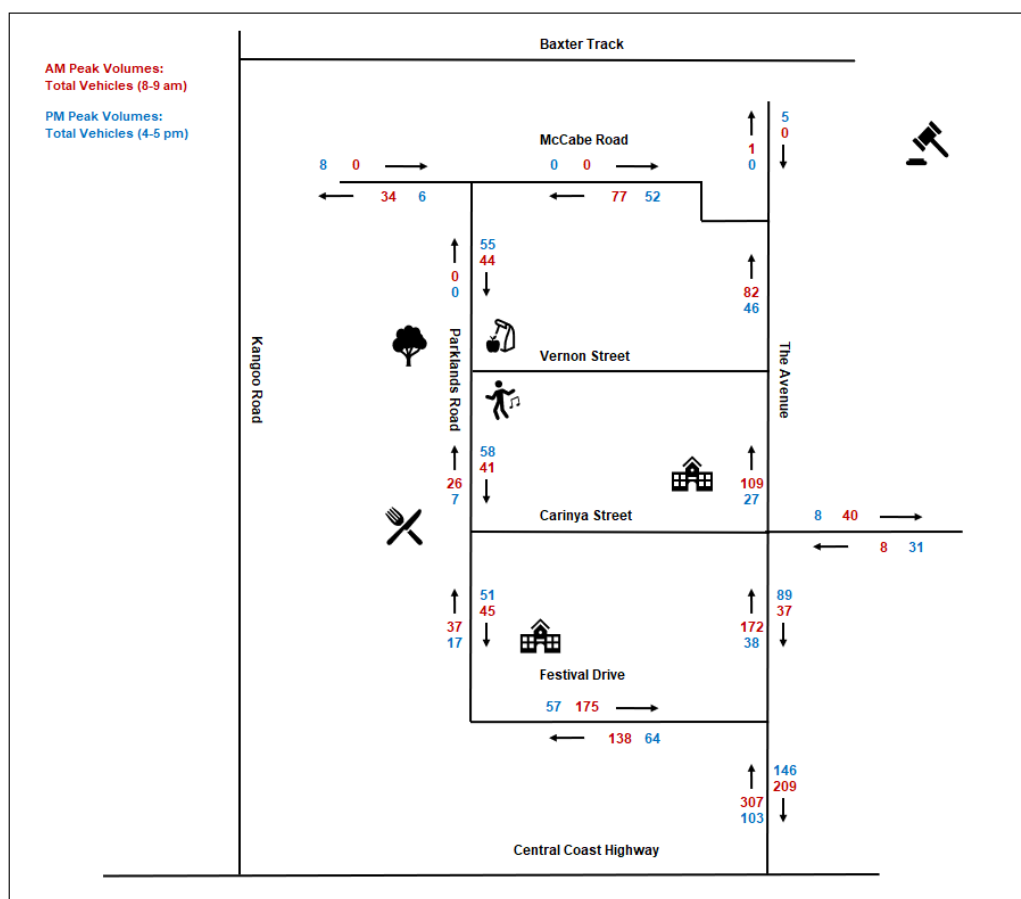 Baxter Track
AM Peak Volumes:
Total Vehicles (8-9 am)
PM Peak Volumes:
Total Vehicles (4-5 pm)
5
0
McCabe Road
1
0
8 0
0 0
34 6
77 52
55
44
0
0
82
46
Kangoo Road
Parklands Road
Vernon Street
The Avenue
58
41
26
7
109
27
Carinya Street
8 40
8 31
51
45
37
17
89
37
172
38
Festival Drive
57 175
138 64
146
209
307
103
Central Coast Highway